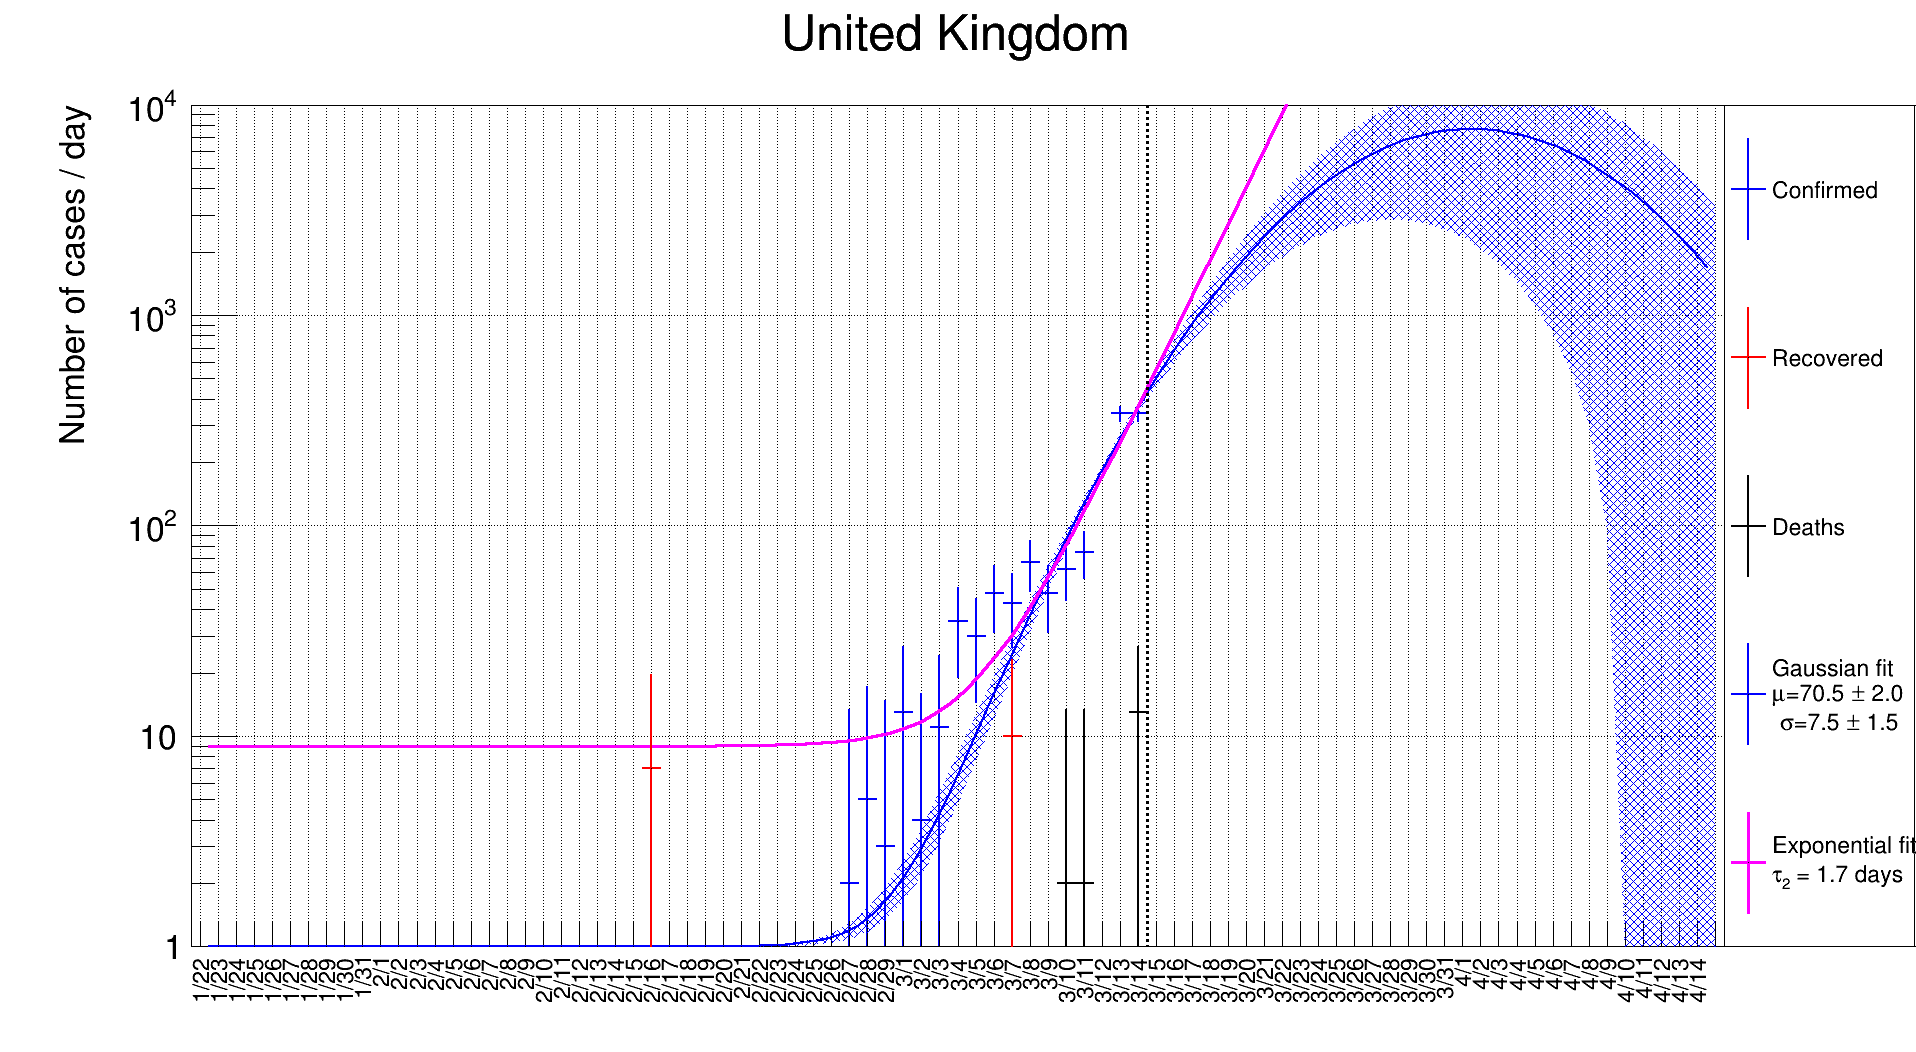 United Kingdom
Number of cases / day
10⁴
10³
10²
10
1
1/22 1/23 1/24 1/25 1/26 1/27 1/28 1/29 1/30 1/31 2/1 2/2 2/3 2/4 2/5 2/6 2/7 2/8 2/9 2/10 2/11 2/12 2/13 2/14 2/15 2/16 2/17 2/18 2/19 2/20 2/21 2/22 2/23 2/24 2/25 2/26 2/27 2/28 2/29 3/1 3/2 3/3 3/4 3/5 3/6 3/7 3/8 3/9 3/10 3/11 3/12 3/13 3/14 3/15 3/16 3/17 3/18 3/19 3/20 3/21 3/22 3/23 3/24 3/25 3/26 3/27 3/28 3/29 3/30 3/31 4/1 4/2 4/3 4/4 4/5 4/6 4/7 4/8 4/9 4/10 4/11 4/12 4/13 4/14
Confirmed
Recovered
Deaths
Gaussian fit
μ=70.5 ± 2.0
σ=7.5 ± 1.5
Exponential fit
τ₂ = 1.7 days